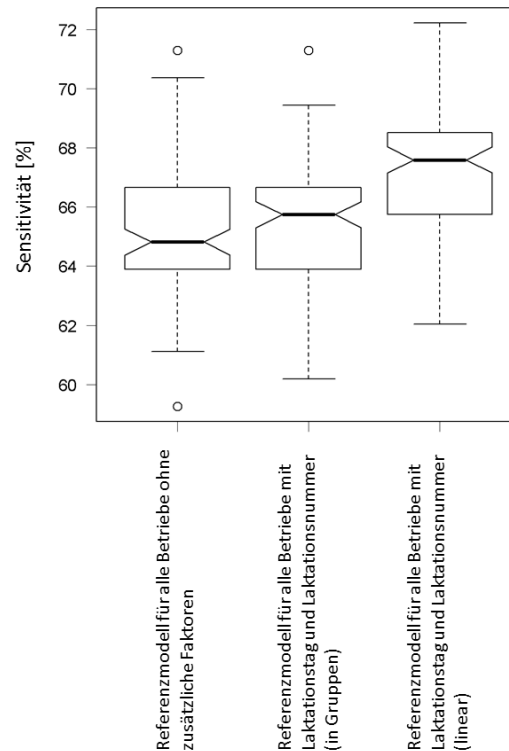 Sensitivität [%]
72
70
68
66
64
62
60
Referenzmodell für alle Betriebe ohne
zusätzliche Faktoren
Referenzmodell für alle Betriebe mit
Laktationstag und Laktationsnummer
(in Gruppen)
Referenzmodell für alle Betriebe mit
Laktationstag und Laktationsnummer
(linear)